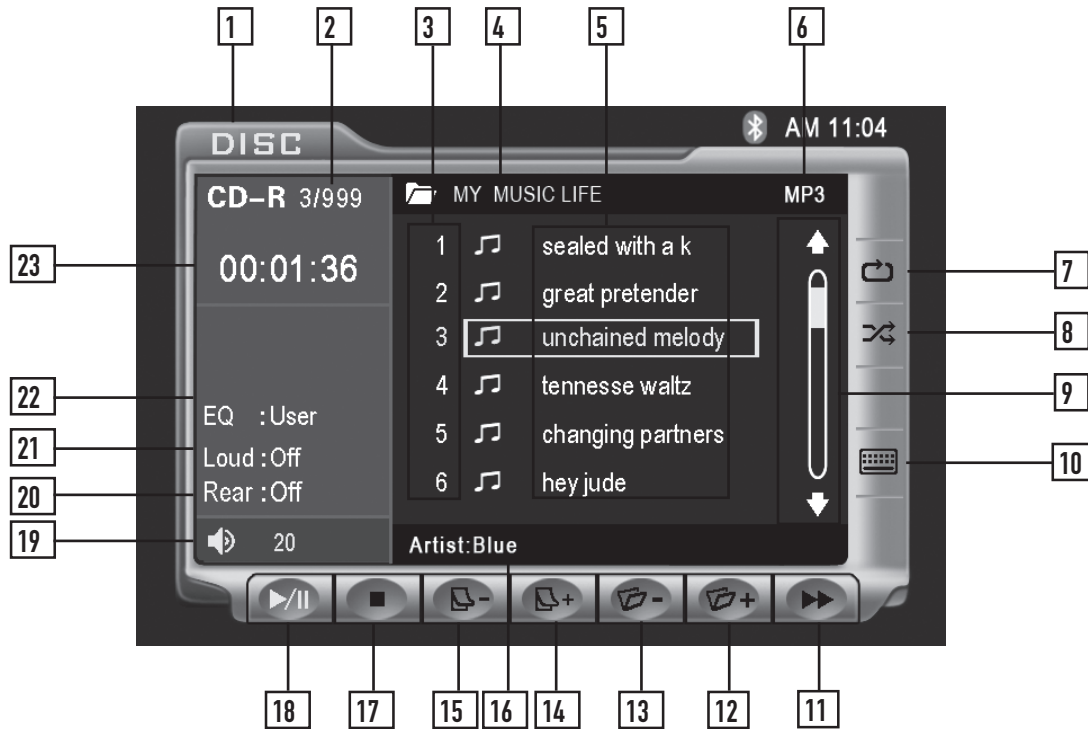 1 2 3 4 5 6
DISC
AM 11:04
CD-R 3/999
MY MUSIC LIFE
MP3
00:01:36
1 sealed with a k
2 great pretender
3 unchained melody
4 tennesse waltz
5 changing partners
6 hey jude
EQ :User
Loud :Off
Rear :Off
20
Artist:Blue
23
22
21
20
19
7
8
9
10
18 17 15 16 14 13 12 11